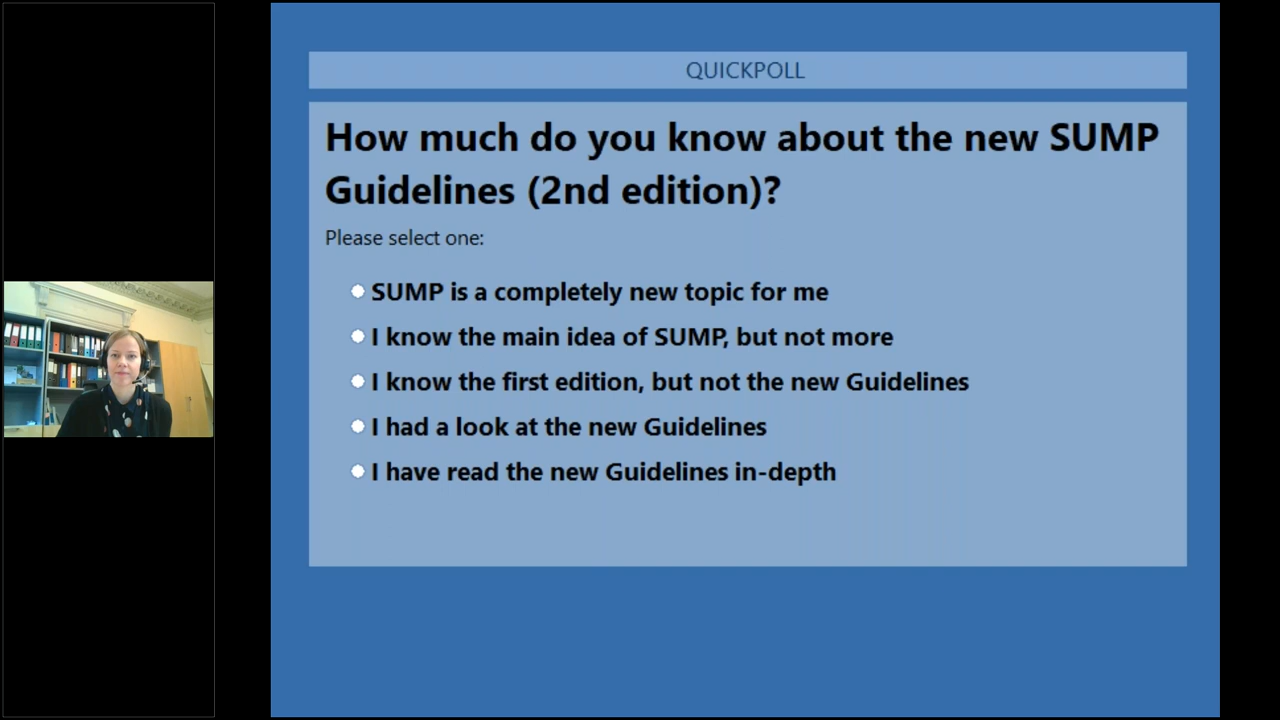 QUICKPOLL
How much do you know about the new SUMP
Guidelines (2nd edition)?
Please select one:
SUMP is a completely new topic for me
I know the main idea of SUMP, but not more
I know the first edition, but not the new Guidelines
I had a look at the new Guidelines
I have read the new Guidelines in-depth